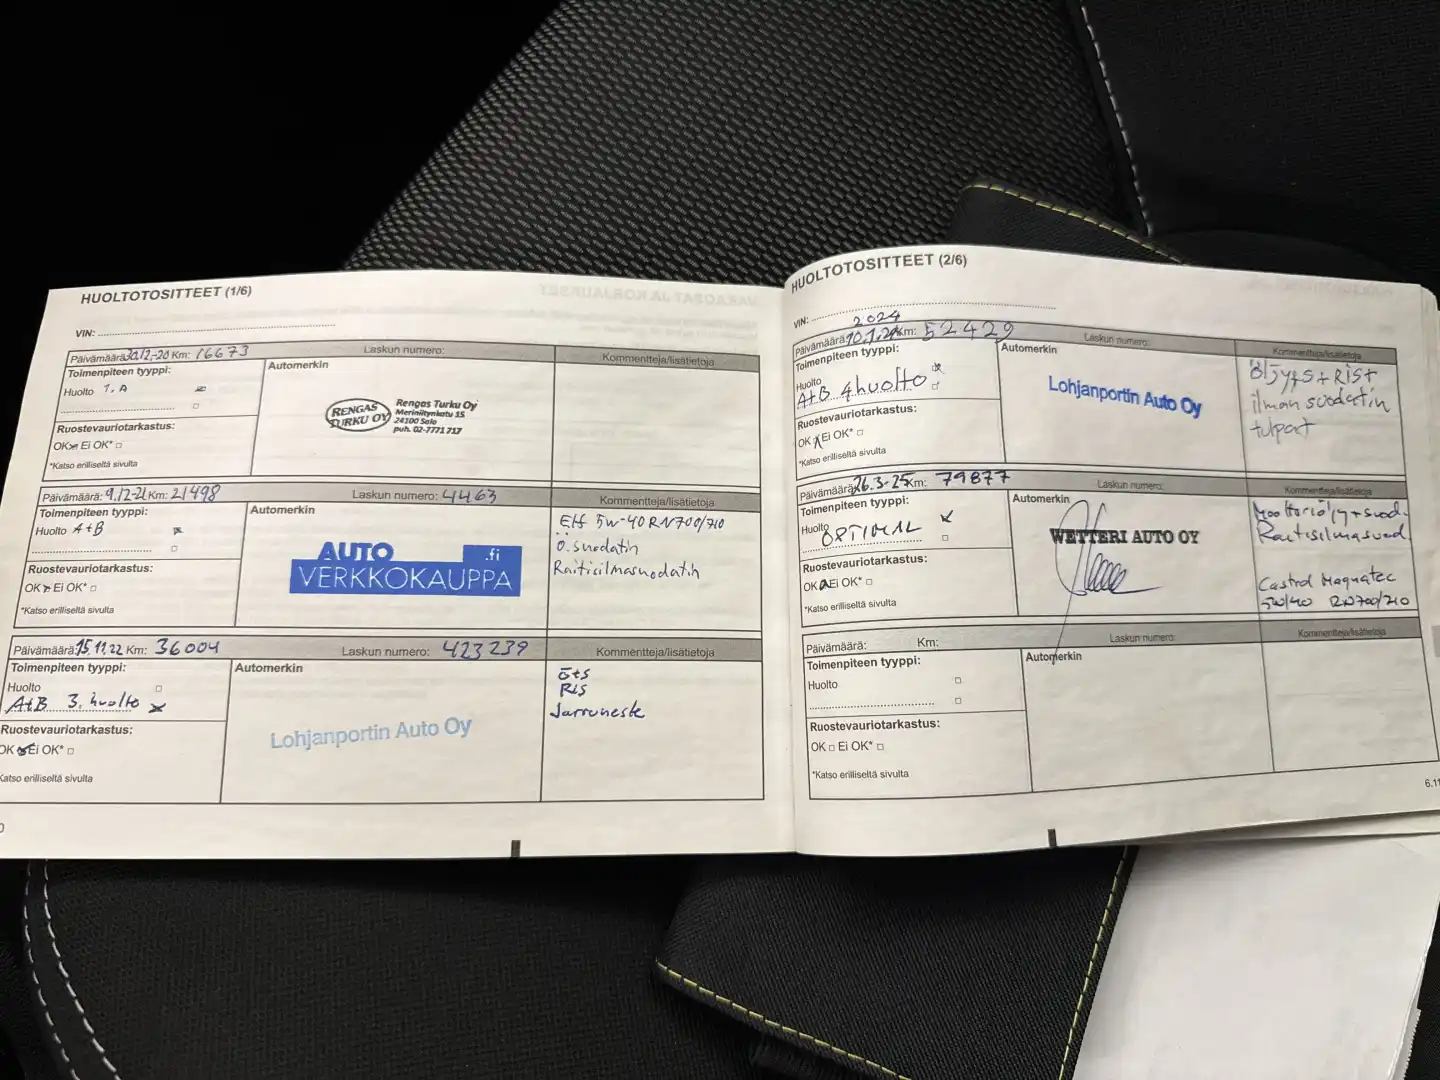 HUOLTOTOSITTEET (1/6)
VIN:
Päivämäärä: 30.12.-20 Km: 16673
Laskun numero:
Kommentteja/lisätietoja
Toimenpiteen tyyppi:
Automerkin
Huolto 1. A
RENGAS TURKU OY
Rengas Turku Oy
Meriniitynkatu 15
24100 Salo
puh. 02-7771 717
Ruostevauriotarkastus:
OK Ei OK*
*Katso erilliseltä sivulta
Päivämäärä: 9.12-21 Km: 21498
Laskun numero: 4463
Kommentteja/lisätietoja
Toimenpiteen tyyppi:
Automerkin
Huolto A+B
AUTO .fi
VERKKOKAUPPA
Elf 5W-40 RN700/710
Ö.suodatin
Raitisilmasuodatin
Ruostevauriotarkastus:
OK Ei OK*
*Katso erilliseltä sivulta
Päivämäärä: 15.11.22 Km: 36004
Laskun numero: 423239
Kommentteja/lisätietoja
Toimenpiteen tyyppi:
Automerkin
Huolto
A+B 3. huolto
Lohjanportin Auto Oy
Ö+S
RIS
Jarruneste
Ruostevauriotarkastus:
OK Ei OK*
Katso erilliseltä sivulta
HUOLTOTOSITTEET (2/6)
VIN:
2024
Päivämäärä: 10.1. Km: 52429
Laskun numero:
Kommentteja/lisätietoja
Toimenpiteen tyyppi:
Automerkin
Huolto
A+B 4huolto
Lohjanportin Auto Oy
Öljy+S+RIS+
ilman suodatin
tulpat
Ruostevauriotarkastus:
OK Ei OK*
*Katso erilliseltä sivulta
Päivämäärä: 26.3-25 Km: 79877
Laskun numero:
Kommentteja/lisätietoja
Toimenpiteen tyyppi:
Automerkin
Huolto
OPTIMAL
WETTERI AUTO OY
Moottoriöljy+suod.
Raitisilmasuod.
Castrol Magnatec
5W/40 RN700/710
Ruostevauriotarkastus:
OK Ei OK*
*Katso erilliseltä sivulta
Päivämäärä: Km:
Laskun numero:
Kommentteja/lisätietoja
Toimenpiteen tyyppi:
Automerkin
Huolto
Ruostevauriotarkastus:
OK Ei OK*
*Katso erilliseltä sivulta
6.11